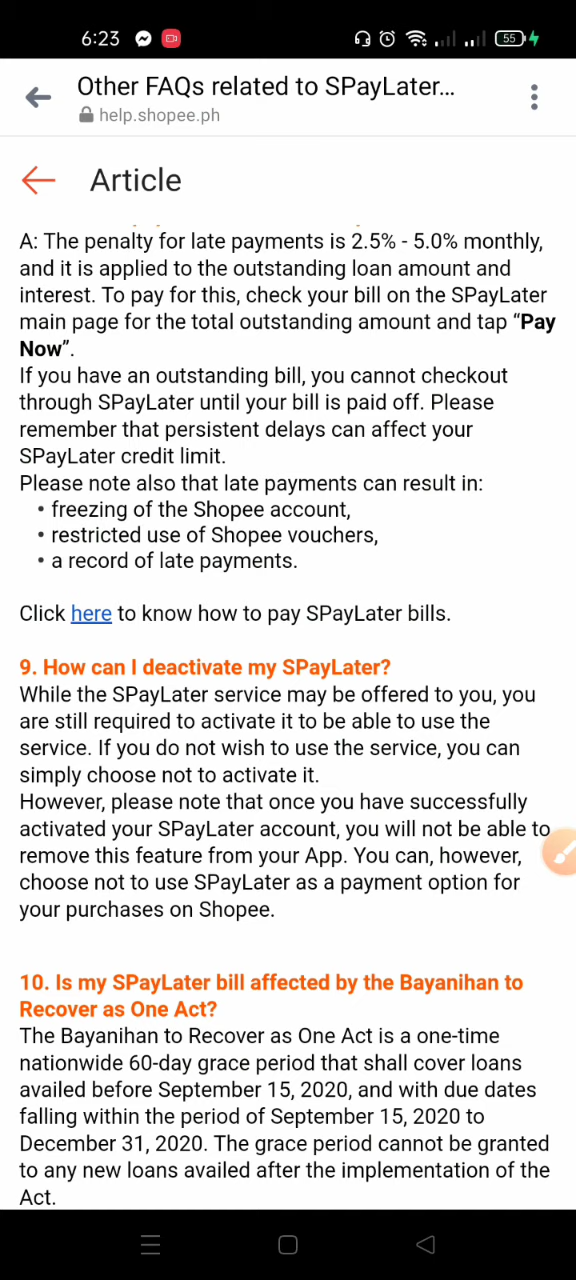 6:23
55
Other FAQs related to SPayLater...
help.shopee.ph
Article
A: The penalty for late payments is 2.5% - 5.0% monthly,
and it is applied to the outstanding loan amount and
interest. To pay for this, check your bill on the SPayLater
main page for the total outstanding amount and tap “Pay
Now”.
If you have an outstanding bill, you cannot checkout
through SPayLater until your bill is paid off. Please
remember that persistent delays can affect your
SPayLater credit limit.
Please note also that late payments can result in:
• freezing of the Shopee account,
• restricted use of Shopee vouchers,
• a record of late payments.
Click here to know how to pay SPayLater bills.
9. How can I deactivate my SPayLater?
While the SPayLater service may be offered to you, you
are still required to activate it to be able to use the
service. If you do not wish to use the service, you can
simply choose not to activate it.
However, please note that once you have successfully
activated your SPayLater account, you will not be able to
remove this feature from your App. You can, however,
choose not to use SPayLater as a payment option for
your purchases on Shopee.
10. Is my SPayLater bill affected by the Bayanihan to
Recover as One Act?
The Bayanihan to Recover as One Act is a one-time
nationwide 60-day grace period that shall cover loans
availed before September 15, 2020, and with due dates
falling within the period of September 15, 2020 to
December 31, 2020. The grace period cannot be granted
to any new loans availed after the implementation of the
Act.